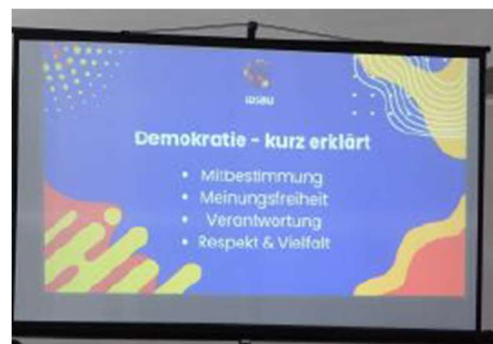 Demokratie - kurz erklärt
• Mitbestimmung
• Meinungsfreiheit
• Verantwortung
• Respekt & Vielfalt